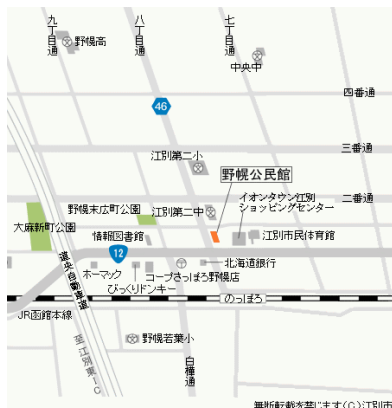 九丁目通
八丁目通
七丁目通
野幌高
中央中
四番通
46
三番通
江別第二小
野幌公民館
二番通
イオンタウン江別
ショッピングセンター
野幌末広町公園
江別第二中
大麻新町公園
情報図書館
江別市民体育館
12
北海道銀行
ホーマック
コープさっぽろ野幌店
びっくりドンキー
道央自動車道
のっぽろ
JR函館本線
至江別東IC
野幌若葉小
白樺通
無断転載を禁じます(C)江別市